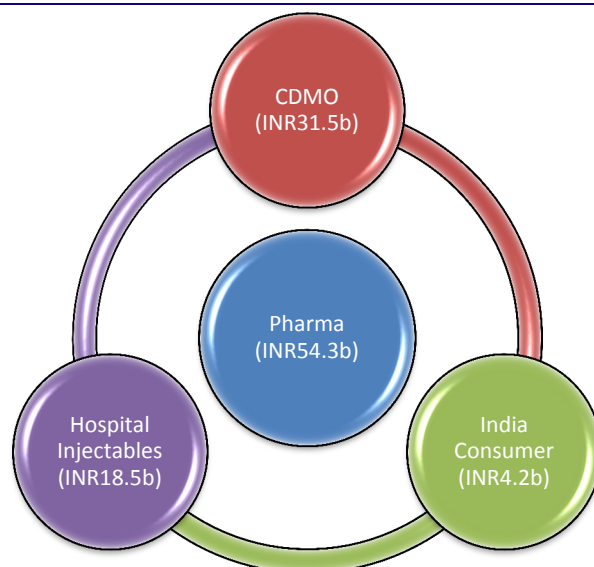 CDMO
(INR31.5b)
Pharma
(INR54.3b)
Hospital
Injectables
(INR18.5b)
India
Consumer
(INR4.2b)